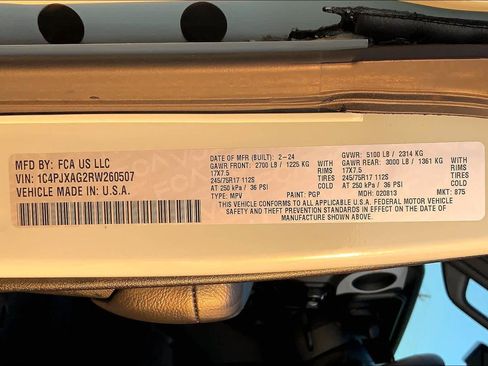 MFD BY: FCA US LLC
VIN: 1C4PJXAG2RW260507
VEHICLE MADE IN: U.S.A.
DATE OF MFR (BUILT): 2-24 GVWR: 5100 LB / 2314 KG
GAWR FRONT: 2700 LB / 1225 KG GAWR REAR: 3000 LB / 1361 KG
17X7.5 RIMS 17X7.5 RIMS
245/75R17 112S TIRES 245/75R17 112S TIRES
AT 250 kPa / 36 PSI COLD AT 250 kPa / 36 PSI COLD
TYPE: MPV PAINT: PGP MDH: 020813 MKT: 875
THIS VEHICLE CONFORMS TO ALL APPLICABLE U.S.A. FEDERAL MOTOR VEHICLE
SAFETY AND THEFT PREVENTION STANDARDS IN EFFECT ON THE DATE OF
MANUFACTURE SHOWN ABOVE.